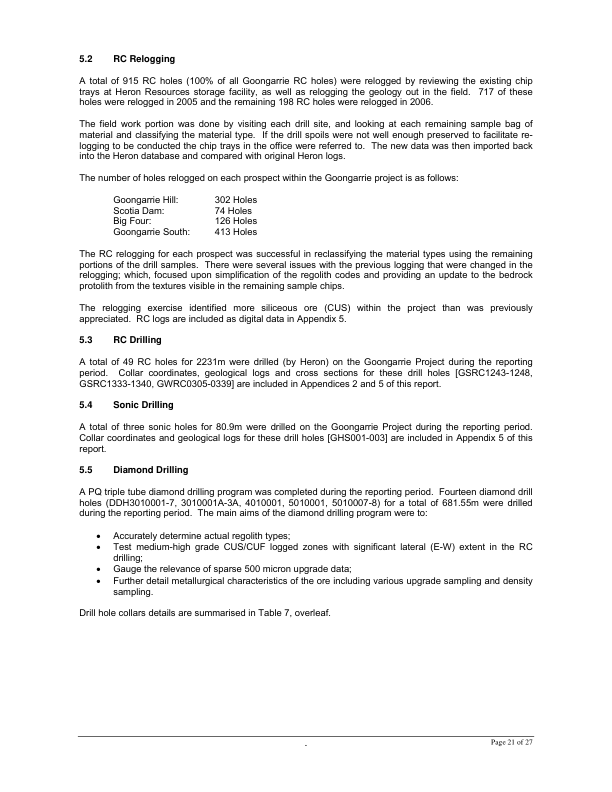 5.2 RC Relogging
A total of 915 RC holes (100% of all Goongarrie RC holes) were relogged by reviewing the existing chip
trays at Heron Resources storage facility, as well as relogging the geology out in the field. 717 of these
holes were relogged in 2005 and the remaining 198 RC holes were relogged in 2006.
The field work portion was done by visiting each drill site, and looking at each remaining sample bag of
material and classifying the material type. If the drill spoils were not well enough preserved to facilitate re-
logging to be conducted the chip trays in the office were referred to. The new data was then imported back
into the Heron database and compared with original Heron logs.
The number of holes relogged on each prospect within the Goongarrie project is as follows:
Goongarrie Hill: 302 Holes
Scotia Dam: 74 Holes
Big Four: 126 Holes
Goongarrie South: 413 Holes
The RC relogging for each prospect was successful in reclassifying the material types using the remaining
portions of the drill samples. There were several issues with the previous logging that were changed in the
relogging; which, focused upon simplification of the regolith codes and providing an update to the bedrock
protolith from the textures visible in the remaining sample chips.
The relogging exercise identified more siliceous ore (CUS) within the project than was previously
appreciated. RC logs are included as digital data in Appendix 5.
5.3 RC Drilling
A total of 49 RC holes for 2231m were drilled (by Heron) on the Goongarrie Project during the reporting
period. Collar coordinates, geological logs and cross sections for these drill holes [GSRC1243-1248,
GSRC1333-1340, GWRC0305-0339] are included in Appendices 2 and 5 of this report.
5.4 Sonic Drilling
A total of three sonic holes for 80.9m were drilled on the Goongarrie Project during the reporting period.
Collar coordinates and geological logs for these drill holes [GHS001-003] are included in Appendix 5 of this
report.
5.5 Diamond Drilling
A PQ triple tube diamond drilling program was completed during the reporting period. Fourteen diamond drill
holes (DDH3010001-7, 3010001A-3A, 4010001, 5010001, 5010007-8) for a total of 681.55m were drilled
during the reporting period. The main aims of the diamond drilling program were to:
• Accurately determine actual regolith types;
• Test medium-high grade CUS/CUF logged zones with significant lateral (E-W) extent in the RC
drilling;
• Gauge the relevance of sparse 500 micron upgrade data;
• Further detail metallurgical characteristics of the ore including various upgrade sampling and density
sampling.
Drill hole collars details are summarised in Table 7, overleaf.
. Page 21 of 27